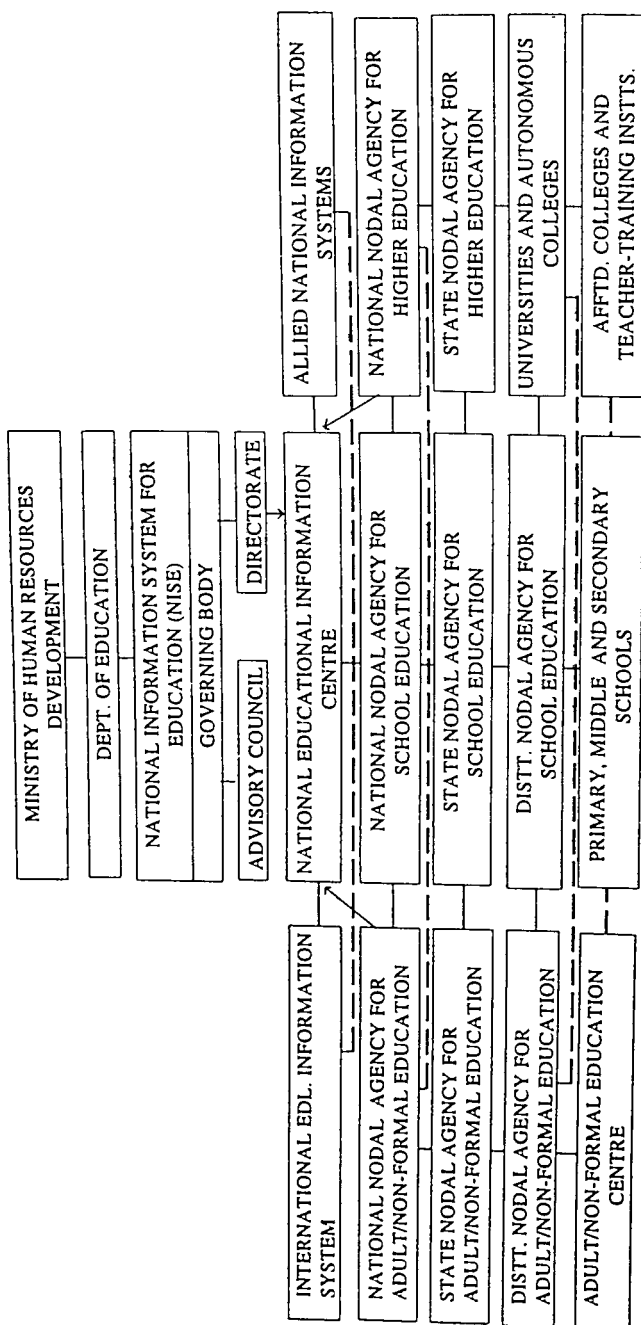 MINISTRY OF HUMAN RESOURCES
DEVELOPMENT
DEPT. OF EDUCATION
NATIONAL INFORMATION SYSTEM FOR
EDUCATION (NISE)
GOVERNING BODY
ADVISORY COUNCIL
DIRECTORATE
INTERNATIONAL EDL. INFORMATION
SYSTEM
NATIONAL EDUCATIONAL INFORMATION
CENTRE
ALLIED NATIONAL INFORMATION
SYSTEMS
NATIONAL NODAL AGENCY FOR
ADULT/NON-FORMAL EDUCATION
NATIONAL NODAL AGENCY FOR
SCHOOL EDUCATION
NATIONAL NODAL AGENCY FOR
HIGHER EDUCATION
STATE NODAL AGENCY FOR
ADULT/NON-FORMAL EDUCATION
STATE NODAL AGENCY FOR
SCHOOL EDUCATION
STATE NODAL AGENCY FOR
HIGHER EDUCATION
DISTT. NODAL AGENCY FOR
ADULT/NON-FORMAL EDUCATION
DISTT. NODAL AGENCY FOR
SCHOOL EDUCATION
UNIVERSITIES AND AUTONOMOUS
COLLEGES
ADULT/NON-FORMAL EDUCATION
CENTRE
PRIMARY, MIDDLE AND SECONDARY
SCHOOLS
AFFTD. COLLEGES AND
TEACHER-TRAINING INSTTS.